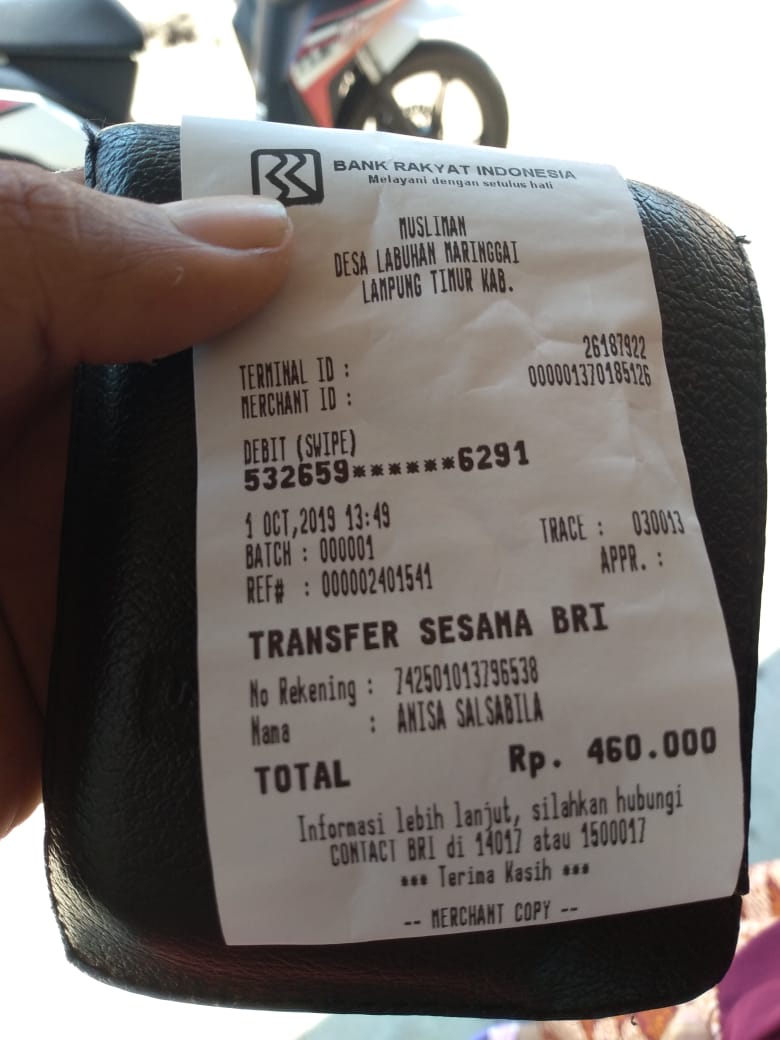 BANK RAKYAT INDONESIA
Melayani dengan setulus hati
MUSLIMAN
DESA LABUHAN MARINGGAI
LAMPUNG TIMUR KAB.
TERMINAL ID : 26187922
MERCHANT ID : 000001370185126
DEBIT (SWIPE)
532659******6291
1 OCT,2019 13:49
BATCH : 000001 TRACE : 030013
REF# : 000002401541 APPR. :
TRANSFER SESAMA BRI
No Rekening : 742501013796538
Nama : ANISA SALSABILA
TOTAL Rp. 460.000
Informasi lebih lanjut, silahkan hubungi
CONTACT BRI di 14017 atau 1500017
*** Terima Kasih ***
-- MERCHANT COPY --